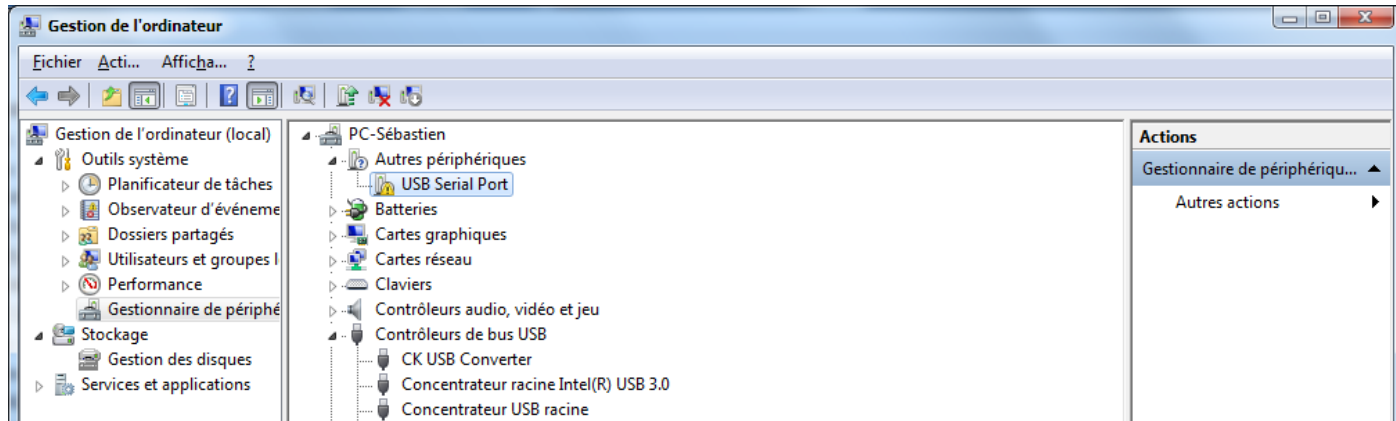 Gestion de l'ordinateur
Fichier Acti... Afficha... ?
Gestion de l'ordinateur (local)
Outils système
Planificateur de tâches
Observateur d'événeme
Dossiers partagés
Utilisateurs et groupes l
Performance
Gestionnaire de périphé
Stockage
Gestion des disques
Services et applications
PC-Sébastien
Autres périphériques
USB Serial Port
Batteries
Cartes graphiques
Cartes réseau
Claviers
Contrôleurs audio, vidéo et jeu
Contrôleurs de bus USB
CK USB Converter
Concentrateur racine Intel(R) USB 3.0
Concentrateur USB racine
Actions
Gestionnaire de périphériqu...
Autres actions